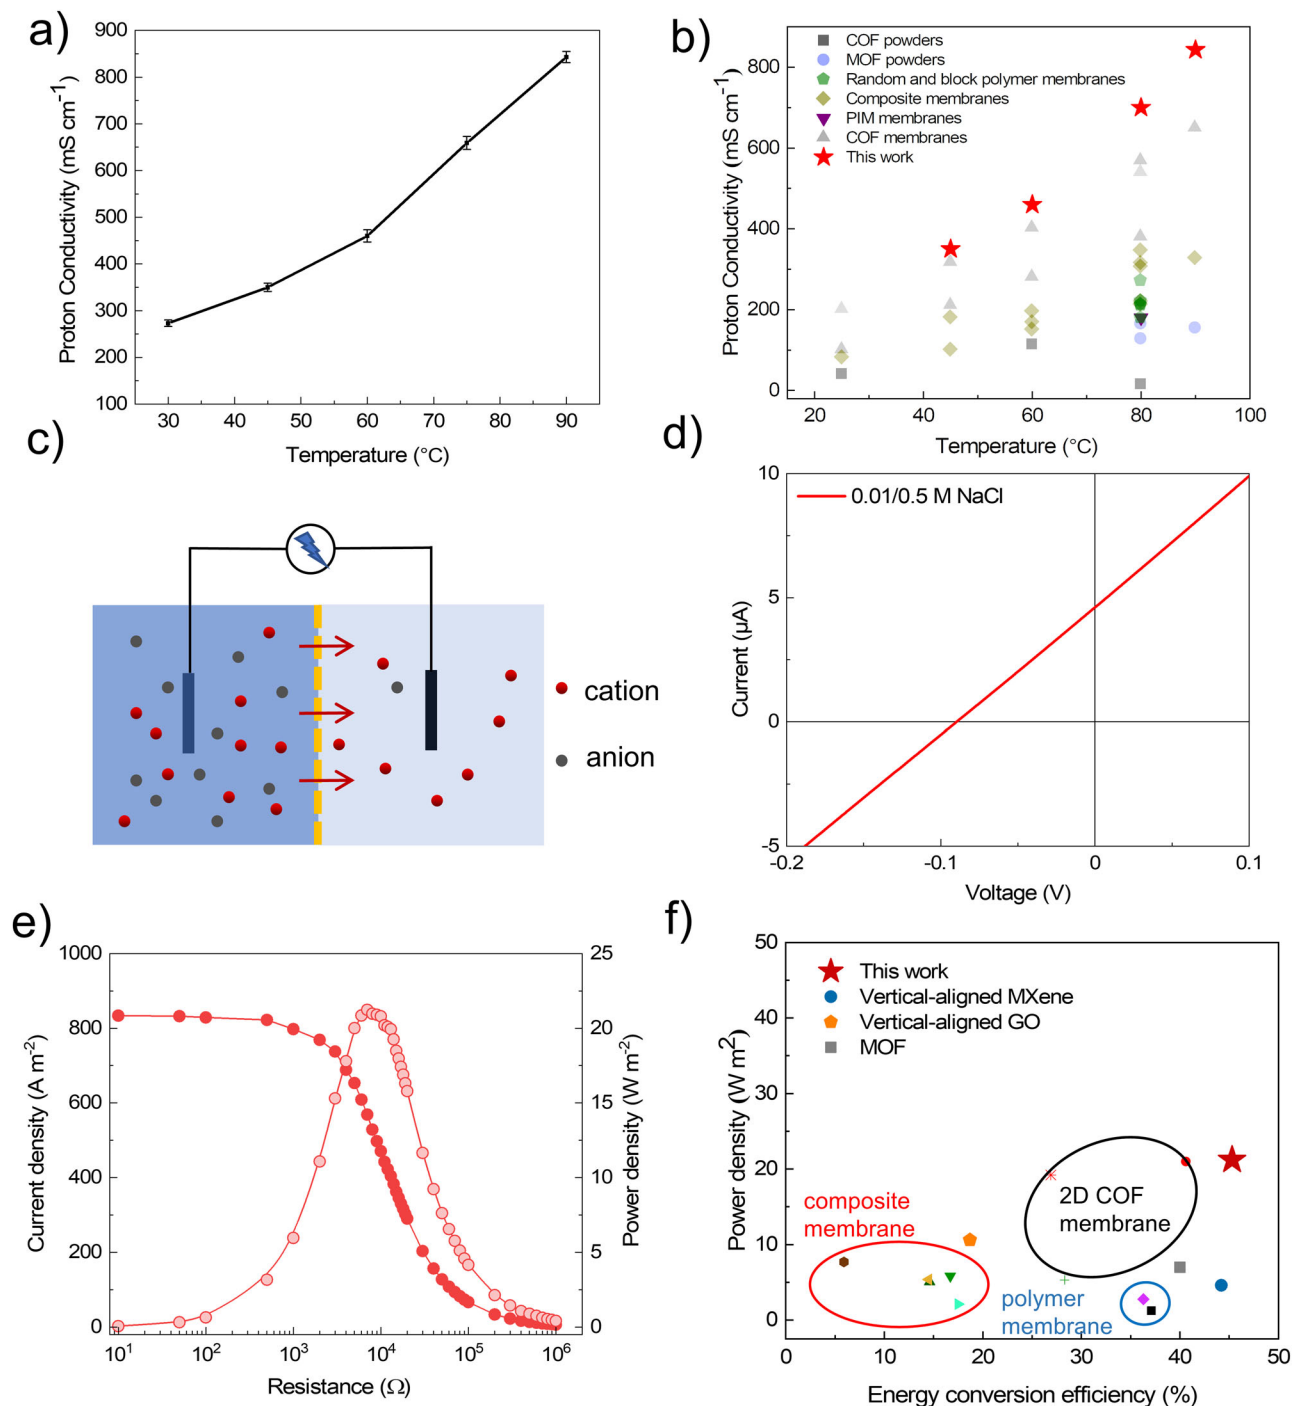 a)
900
800
700
600
500
400
300
200
100
30
40
50
60
70
80
90
Proton Conductivity (mS cm⁻¹)
Temperature (°C)
b)
COF powders
MOF powders
Random and block polymer membranes
Composite membranes
PIM membranes
COF membranes
This work
800
600
400
200
0
20
40
60
80
100
Proton Conductivity (mS cm⁻¹)
Temperature (°C)
c)
cation
anion
d)
0.01/0.5 M NaCl
10
5
0
-5
-0.2
-0.1
0
0.1
Current (μA)
Voltage (V)
e)
1000
800
600
400
200
0
25
20
15
10
5
0
10¹
10²
10³
10⁴
10⁵
10⁶
Current density (A m⁻²)
Power density (W m⁻²)
Resistance (Ω)
f)
This work
Vertical-aligned MXene
Vertical-aligned GO
MOF
50
40
30
20
10
0
0
10
20
30
40
50
composite
membrane
2D COF
membrane
polymer
membrane
Power density (W m²)
Energy conversion efficiency (%)